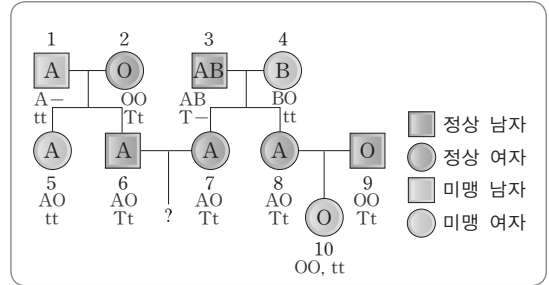 1 2 3 4
A O AB B
A− OO AB BO
tt Tt T− tt
정상 남자
A A A A O
정상 여자
5 6 7 8 9
미맹 남자
AO AO AO AO OO
tt Tt ? Tt Tt Tt
O
미맹 여자
10
OO, tt